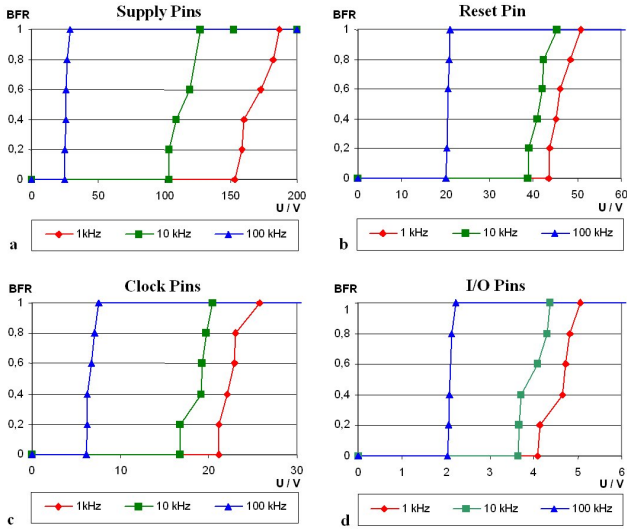 Supply Pins
BFR
1
0,8
0,6
0,4
0,2
0
0 50 100 150 200
U / V
1kHz 10 kHz 100 kHz
a
Reset Pin
BFR
1
0,8
0,6
0,4
0,2
0
0 10 20 30 40 50 60
U / V
1 kHz 10 kHz 100 kHz
b
Clock Pins
BFR
1
0,8
0,6
0,4
0,2
0
0 10 20 30
U / V
1kHz 10 kHz 100 kHz
c
I/O Pins
BFR
1
0,8
0,6
0,4
0,2
0
0 1 2 3 4 5 6
U / V
1 kHz 10 kHz 100 kHz
d